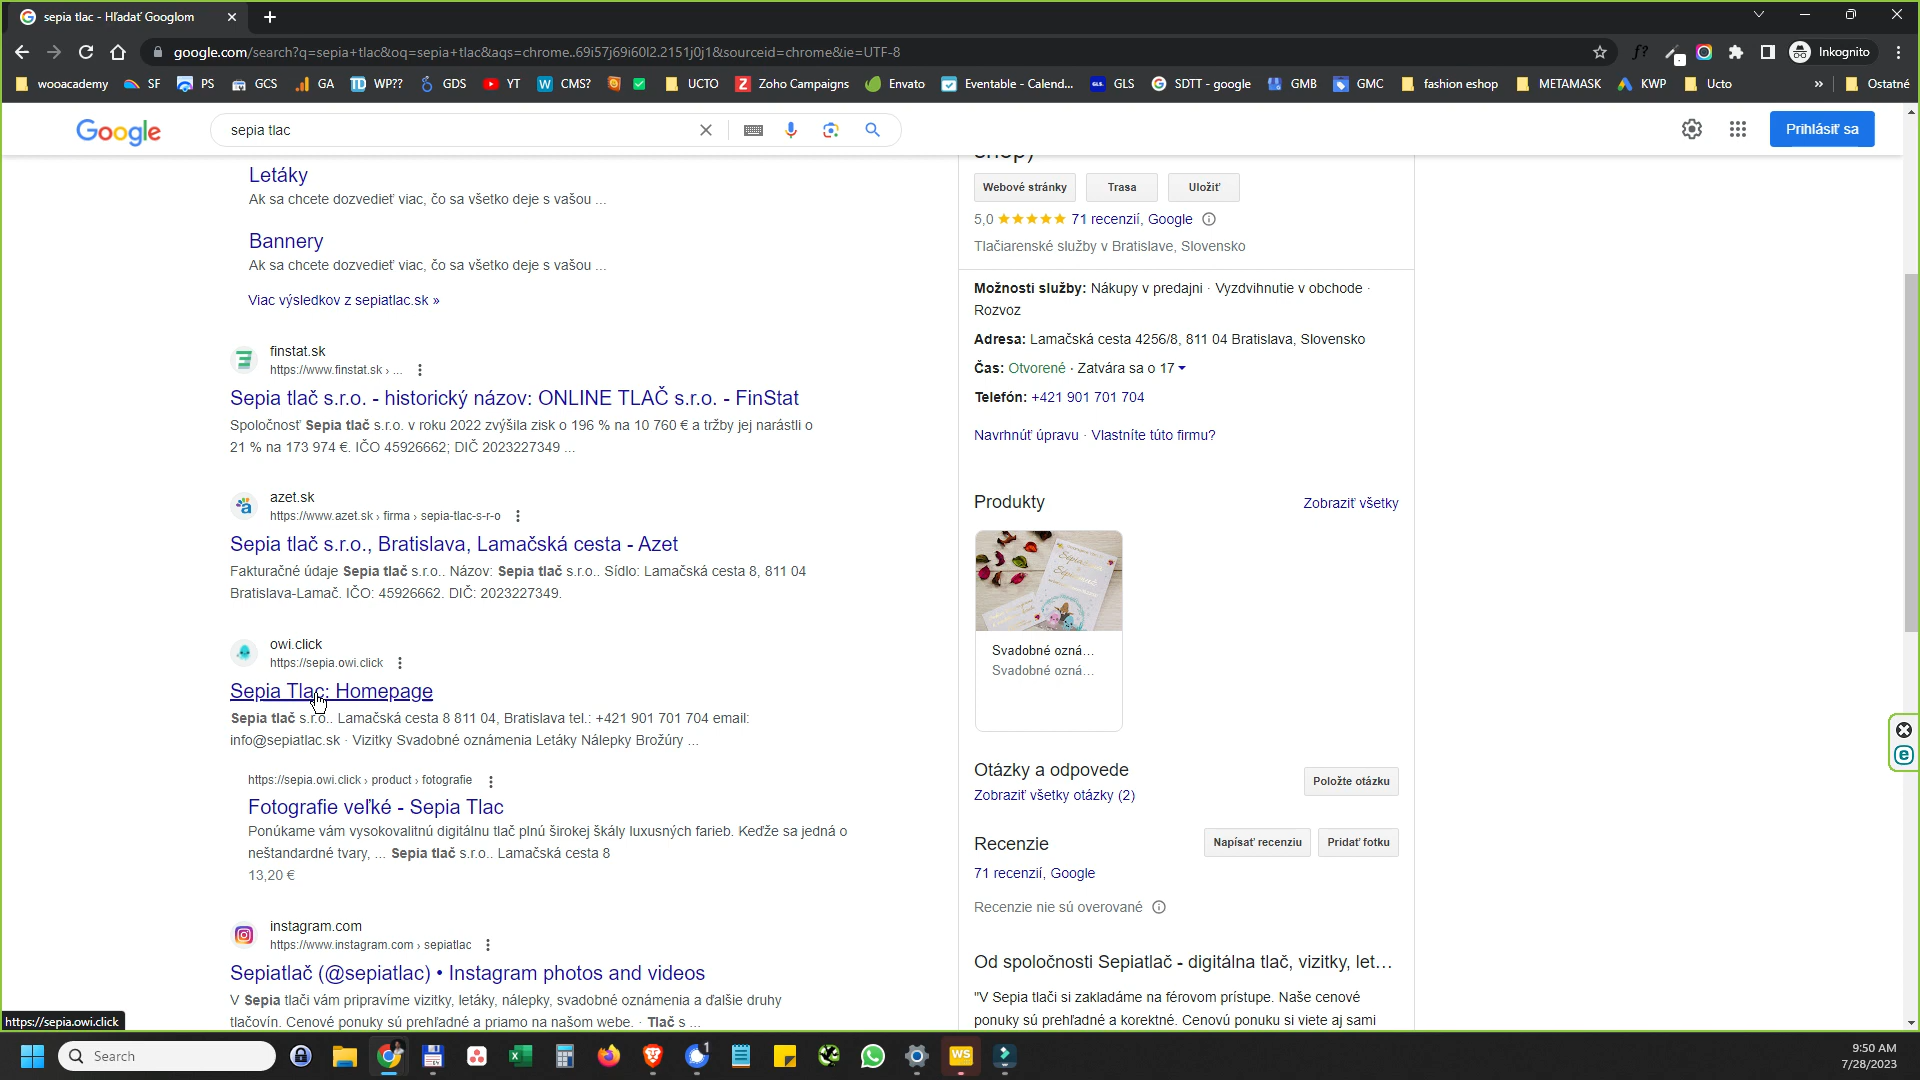 sepia tlac - Hľadať Googlom
google.com/search?q=sepia+tlac&oq=sepia+tlac&aqs=chrome..69i57j69i60l2.2151j0j1&sourceid=chrome&ie=UTF-8
Inkognito
wooacademy SF PS GCS GA WP?? GDS YT CMS? UCTO Zoho Campaigns Envato Eventable - Calend... GLS SDTT - google GMB GMC fashion eshop METAMASK KWP Ucto » Ostatné
Google
sepia tlac
Prihlásiť sa
Letáky
Ak sa chcete dozvedieť viac, čo sa všetko deje s vašou ...
Bannery
Ak sa chcete dozvedieť viac, čo sa všetko deje s vašou ...
Viac výsledkov z sepiatlac.sk »
finstat.sk
https://www.finstat.sk › ...
Sepia tlač s.r.o. - historický názov: ONLINE TLAČ s.r.o. - FinStat
Spoločnosť Sepia tlač s.r.o. v roku 2022 zvýšila zisk o 196 % na 10 760 € a tržby jej narástli o
21 % na 173 974 €. IČO 45926662; DIČ 2023227349 ...
azet.sk
https://www.azet.sk › firma › sepia-tlac-s-r-o
Sepia tlač s.r.o., Bratislava, Lamačská cesta - Azet
Fakturačné údaje Sepia tlač s.r.o.. Názov: Sepia tlač s.r.o.. Sídlo: Lamačská cesta 8, 811 04
Bratislava-Lamač. IČO: 45926662. DIČ: 2023227349.
owi.click
https://sepia.owi.click
Sepia Tlac: Homepage
Sepia tlač s.r.o.. Lamačská cesta 8 811 04, Bratislava tel.: +421 901 701 704 email:
info@sepiatlac.sk · Vizitky Svadobné oznámenia Letáky Nálepky Brožúry ...
https://sepia.owi.click › product › fotografie
Fotografie veľké - Sepia Tlac
Ponúkame vám vysokovalitnú digitálnu tlač plnú širokej škály luxusných farieb. Keďže sa jedná o
neštandardné tvary, ... Sepia tlač s.r.o.. Lamačská cesta 8
13,20 €
instagram.com
https://www.instagram.com › sepiatlac
Sepiatlač (@sepiatlac) • Instagram photos and videos
V Sepia tlači vám pripravíme vizitky, letáky, nálepky, svadobné oznámenia a ďalšie druhy
tlačovín. Cenové ponuky sú prehľadné a priamo na našom webe. · Tlač s ...
shop)
Webové stránky Trasa Uložiť
5,0 71 recenzií, Google
Tlačiarenské služby v Bratislave, Slovensko
Možnosti služby: Nákupy v predajni · Vyzdvihnutie v obchode ·
Rozvoz
Adresa: Lamačská cesta 4256/8, 811 04 Bratislava, Slovensko
Čas: Otvorené · Zatvára sa o 17
Telefón: +421 901 701 704
Navrhnúť úpravu · Vlastníte túto firmu?
Produkty Zobraziť všetky
Svadobné ozná...
Svadobné ozná...
Otázky a odpovede
Položte otázku
Zobraziť všetky otázky (2)
Recenzie
Napísať recenziu Pridať fotku
71 recenzií, Google
Recenzie nie sú overované
Od spoločnosti Sepiatlač - digitálna tlač, vizitky, let...
"V Sepia tlači si zakladáme na férovom prístupe. Naše cenové
ponuky sú prehľadné a korektné. Cenovú ponuku si viete aj sami
https://sepia.owi.click
Search
9:50 AM
7/28/2023